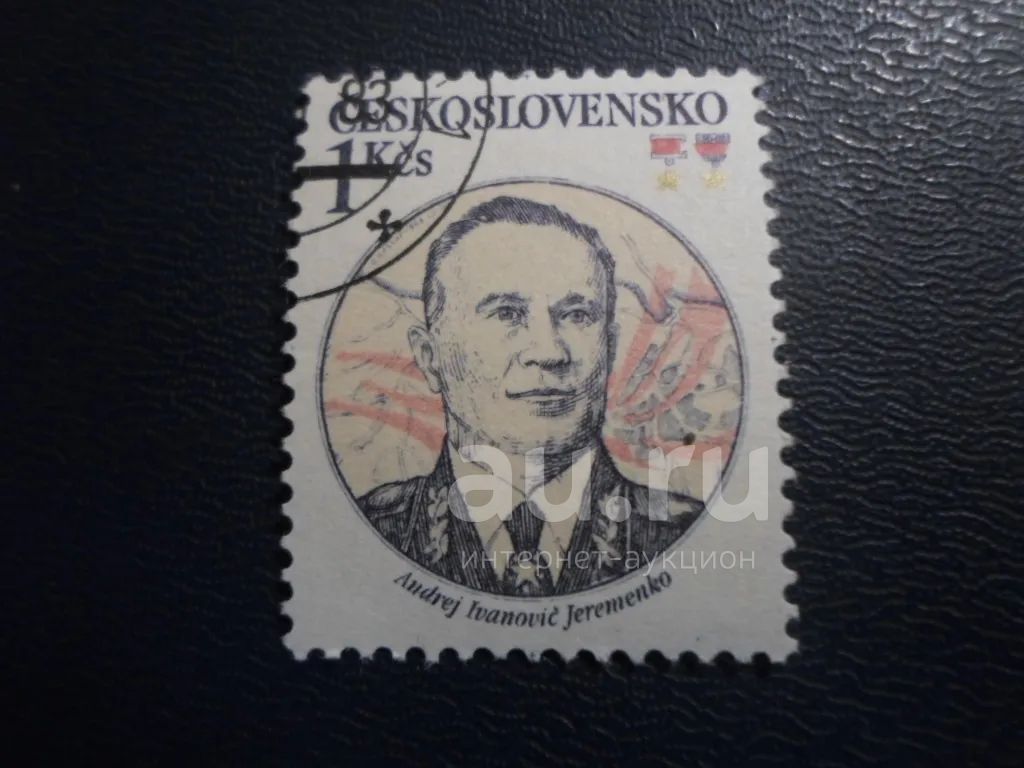 83
ČESKOSLOVENSKO
1 Kčs
au.ru
интернет-аукцион
Andrej Ivanovič Jeremenko